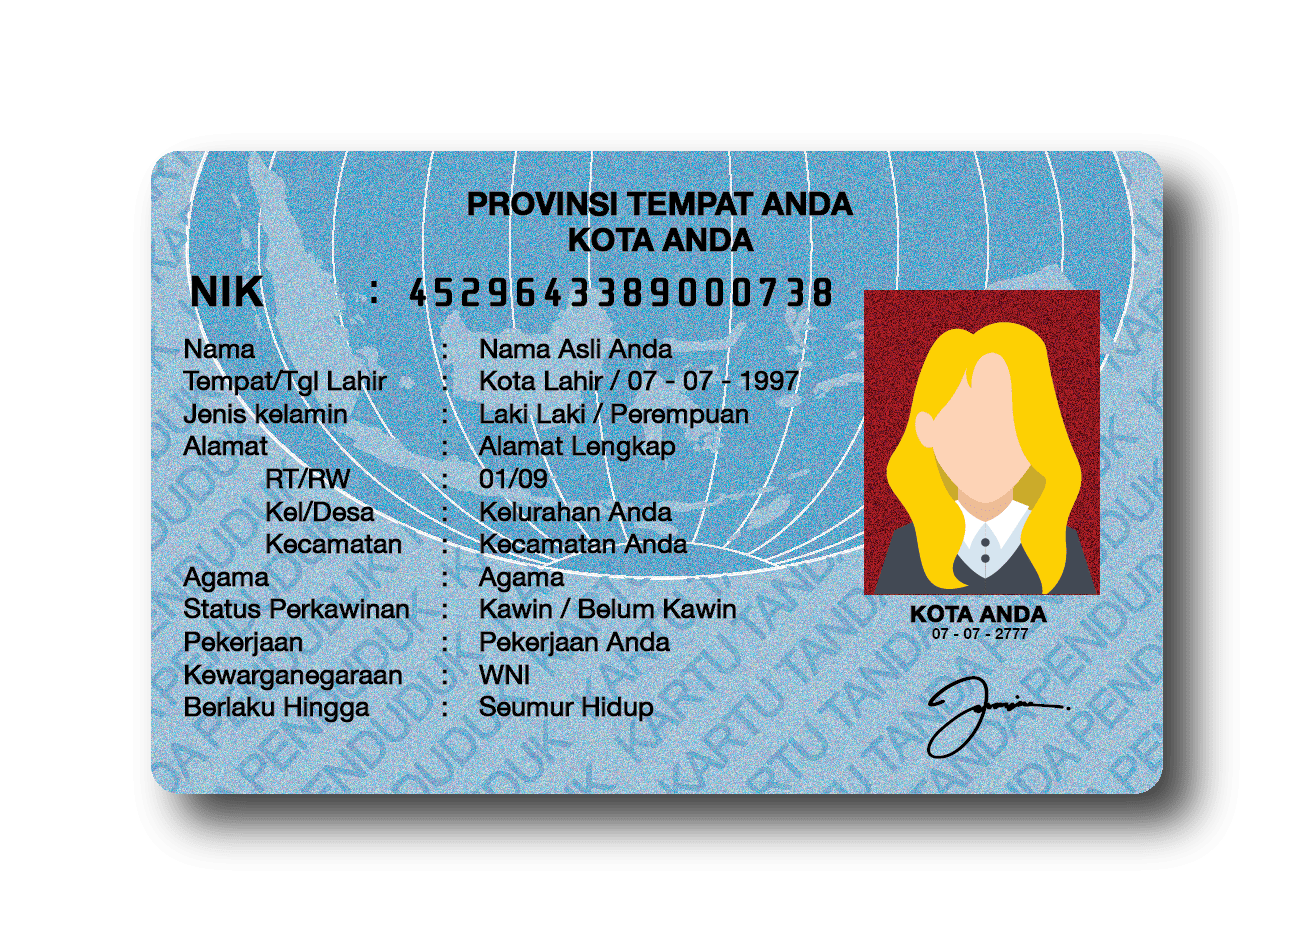 PROVINSI TEMPAT ANDA
KOTA ANDA
NIK : 4529643389000738
Nama : Nama Asli Anda
Tempat/Tgl Lahir : Kota Lahir / 07 - 07 - 1997
Jenis kelamin : Laki Laki / Perempuan
Alamat : Alamat Lengkap
RT/RW : 01/09
Kel/Desa : Kelurahan Anda
Kecamatan : Kecamatan Anda
Agama : Agama
Status Perkawinan : Kawin / Belum Kawin
Pekerjaan : Pekerjaan Anda
Kewarganegaraan : WNI
Berlaku Hingga : Seumur Hidup
KOTA ANDA
07 - 07 - 2777
KARTU TANDA PENDUDUK